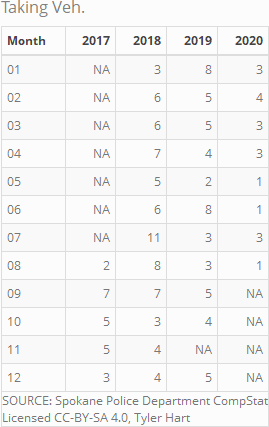 Taking Veh.
Month 2017 2018 2019 2020
01 NA 3 8 3
02 NA 6 5 4
03 NA 6 5 3
04 NA 7 4 3
05 NA 5 2 1
06 NA 6 8 1
07 NA 11 3 3
08 2 8 3 1
09 7 7 5 NA
10 5 3 4 NA
11 5 4 NA NA
12 3 4 5 NA
SOURCE: Spokane Police Department CompStat
Licensed CC-BY-SA 4.0, Tyler Hart